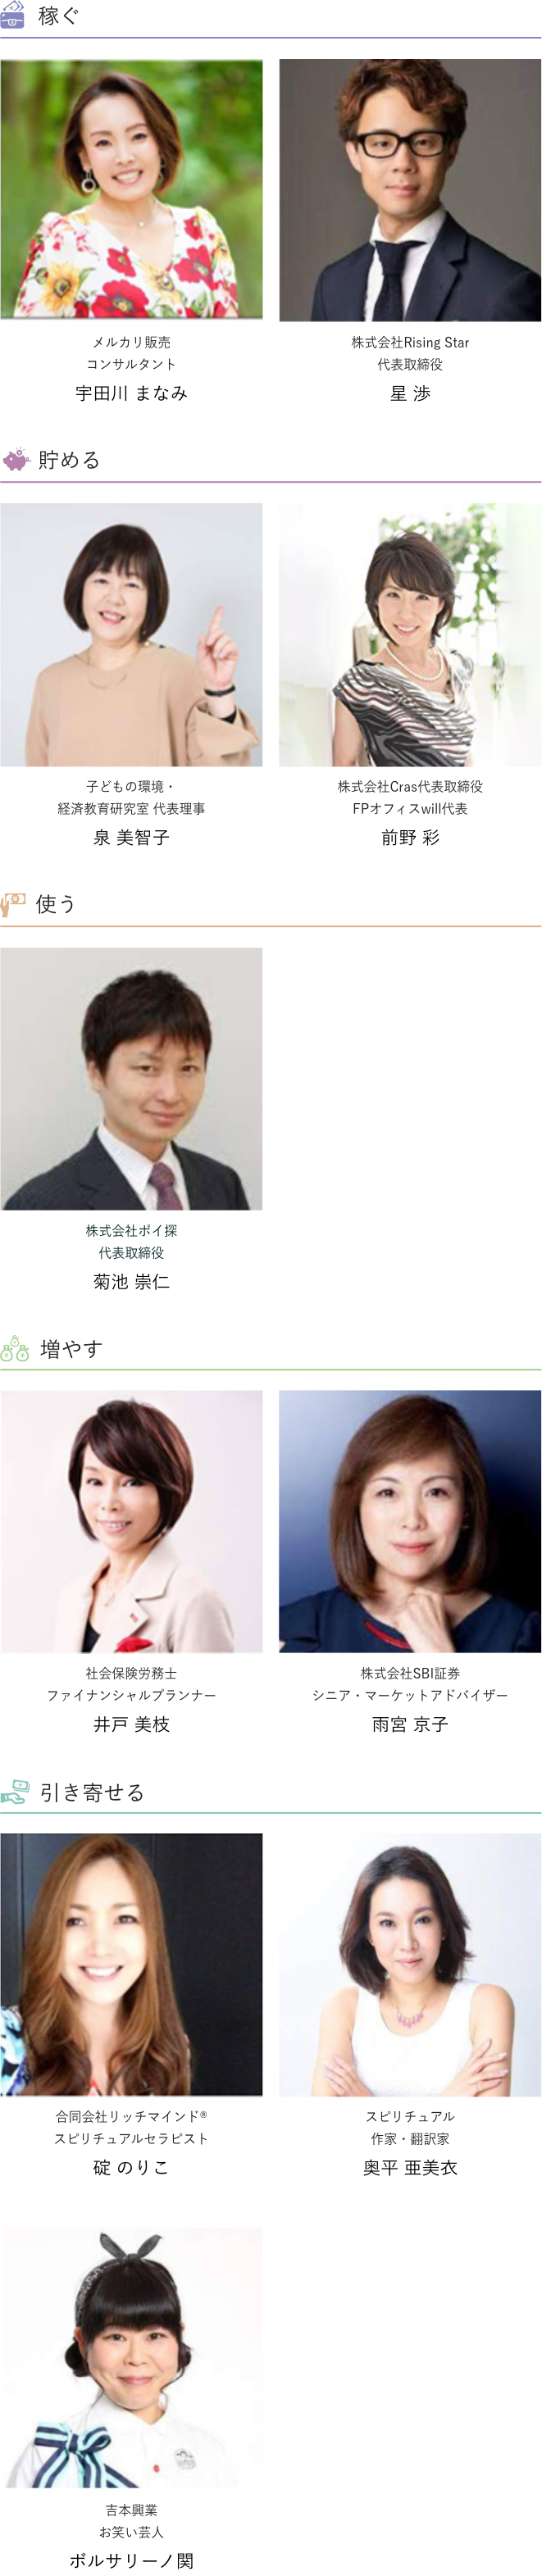 稼ぐ
メルカリ販売
コンサルタント
宇田川 まなみ
株式会社Rising Star
代表取締役
星 渉
貯める
子どもの環境・
経済教育研究室 代表理事
泉 美智子
株式会社Cras代表取締役
FPオフィスwill代表
前野 彩
使う
株式会社ポイ探
代表取締役
菊池 崇仁
増やす
社会保険労務士
ファイナンシャルプランナー
井戸 美枝
株式会社SBI証券
シニア・マーケットアドバイザー
雨宮 京子
引き寄せる
合同会社リッチマインド®
スピリチュアルセラピスト
碇 のりこ
スピリチュアル
作家・翻訳家
奥平 亜美衣
吉本興業
お笑い芸人
ボルサリーノ関